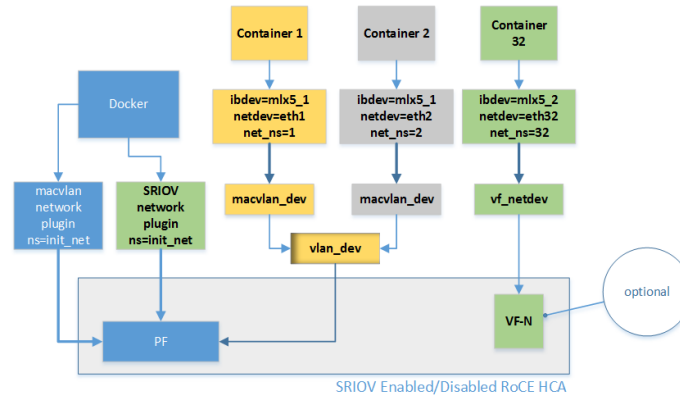 Container 1
Container 2
Container
32
Docker
ibdev=mlx5_1
netdev=eth1
net_ns=1
ibdev=mlx5_1
netdev=eth2
net_ns=2
ibdev=mlx5_2
netdev=eth32
net_ns=32
macvlan
network
plugin
ns=init_net
SRIOV
network
plugin
ns=init_net
macvlan_dev
macvlan_dev
vf_netdev
vlan_dev
optional
PF
VF-N
SRIOV Enabled/Disabled RoCE HCA